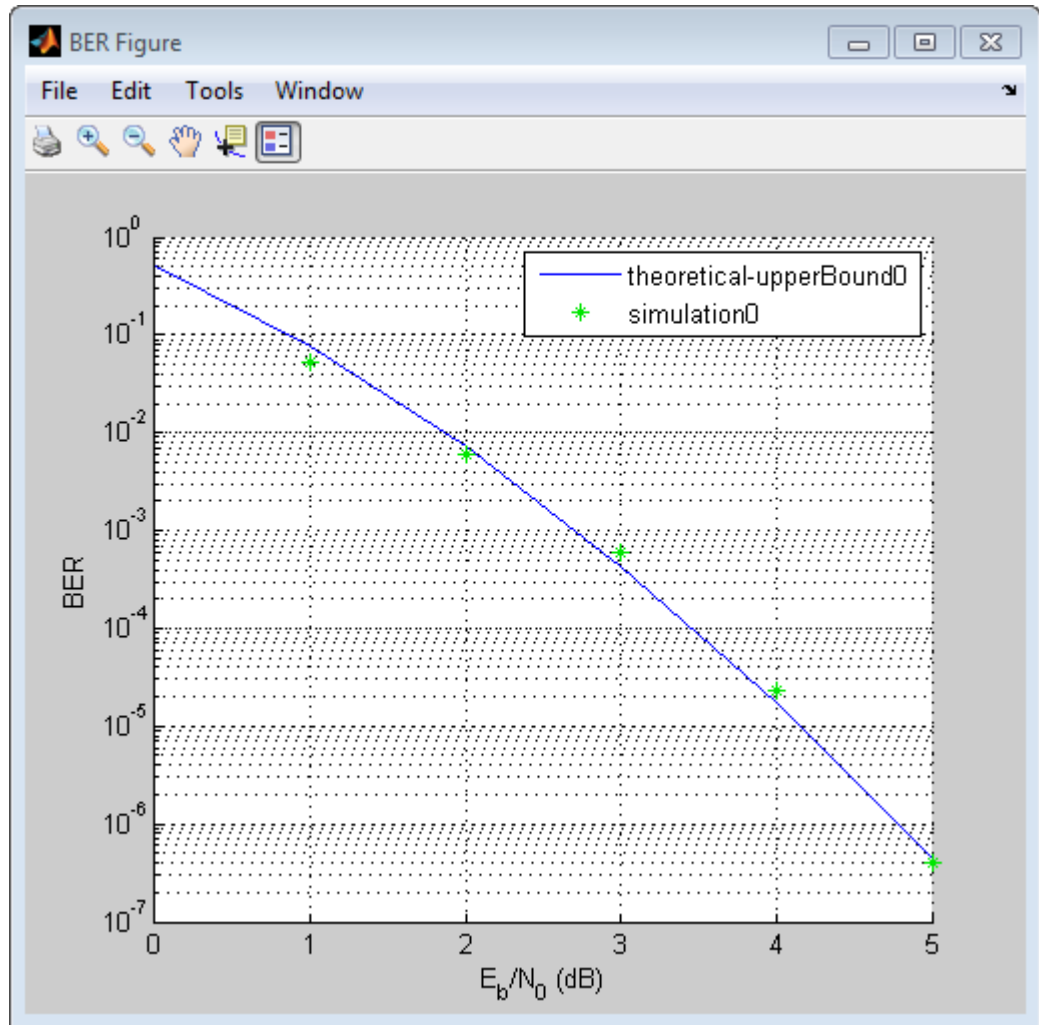 BER Figure
File Edit Tools Window
10^0
10^-1
10^-2
10^-3
10^-4
10^-5
10^-6
10^-7
BER
theoretical-upperBound0
simulation0
0 1 2 3 4 5
E_b/N_0 (dB)